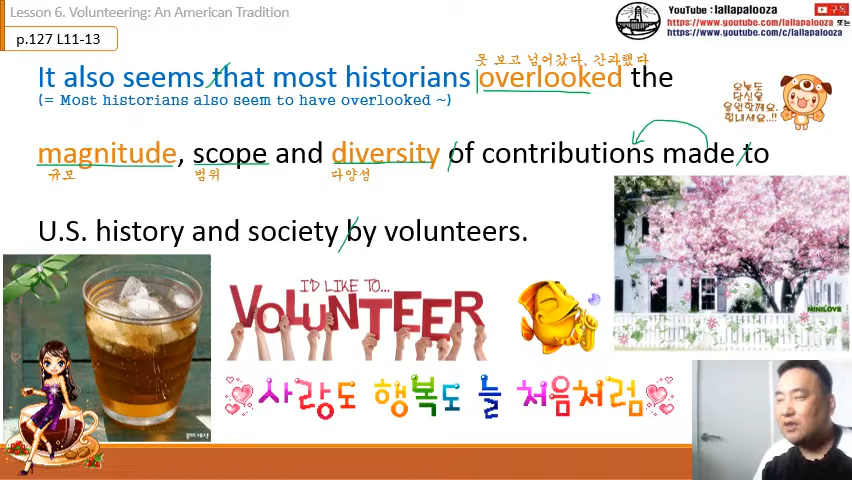 Lesson 6. Volunteering: An American Tradition
YouTube : lallapalooza
구독
https://www.youtube.com/lallapalooza 또는
https://www.youtube.com/c/lallapalooza
p.127 L11-13
못 보고 넘어갔다, 간과했다
It also seems that most historians overlooked the
(= Most historians also seem to have overlooked ~)
오늘도
당신을
응원할께요.
힘내세요..!!
magnitude, scope and diversity of contributions made to
규모 범위 다양성
U.S. history and society by volunteers.
I'D LIKE TO...
VOLUNTEER
MINILOVE
사랑도 행복도 늘 처음처럼